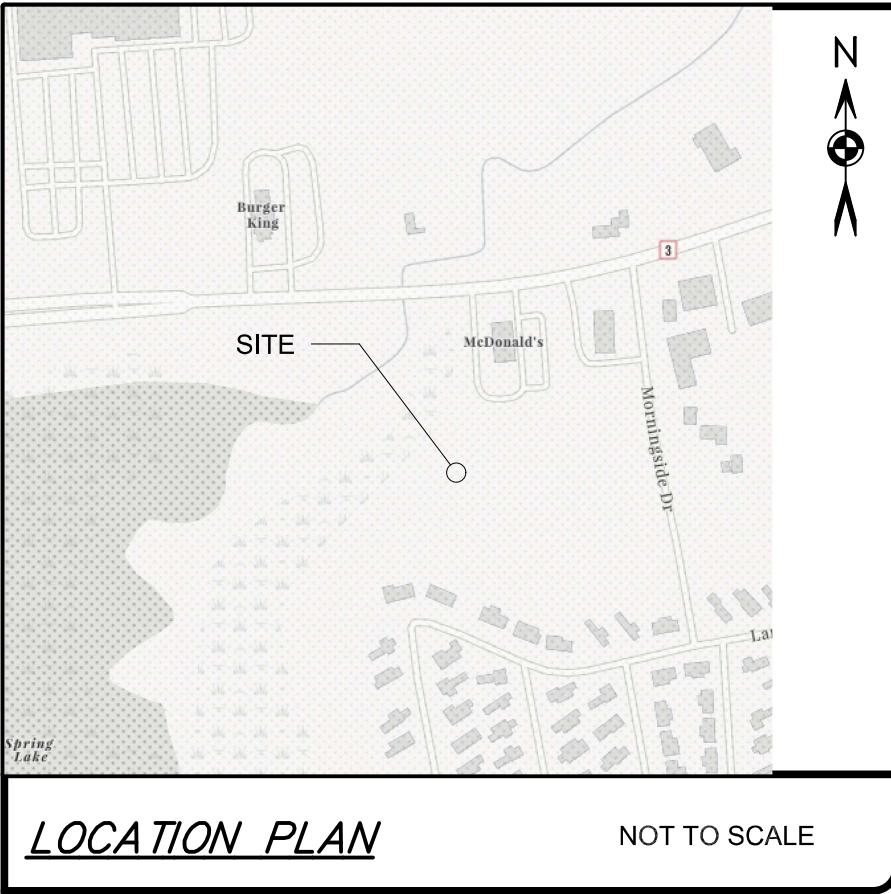 N
Burger
King
3
SITE
McDonald's
Morningside Dr
Spring
Lake
LOCATION PLAN
NOT TO SCALE